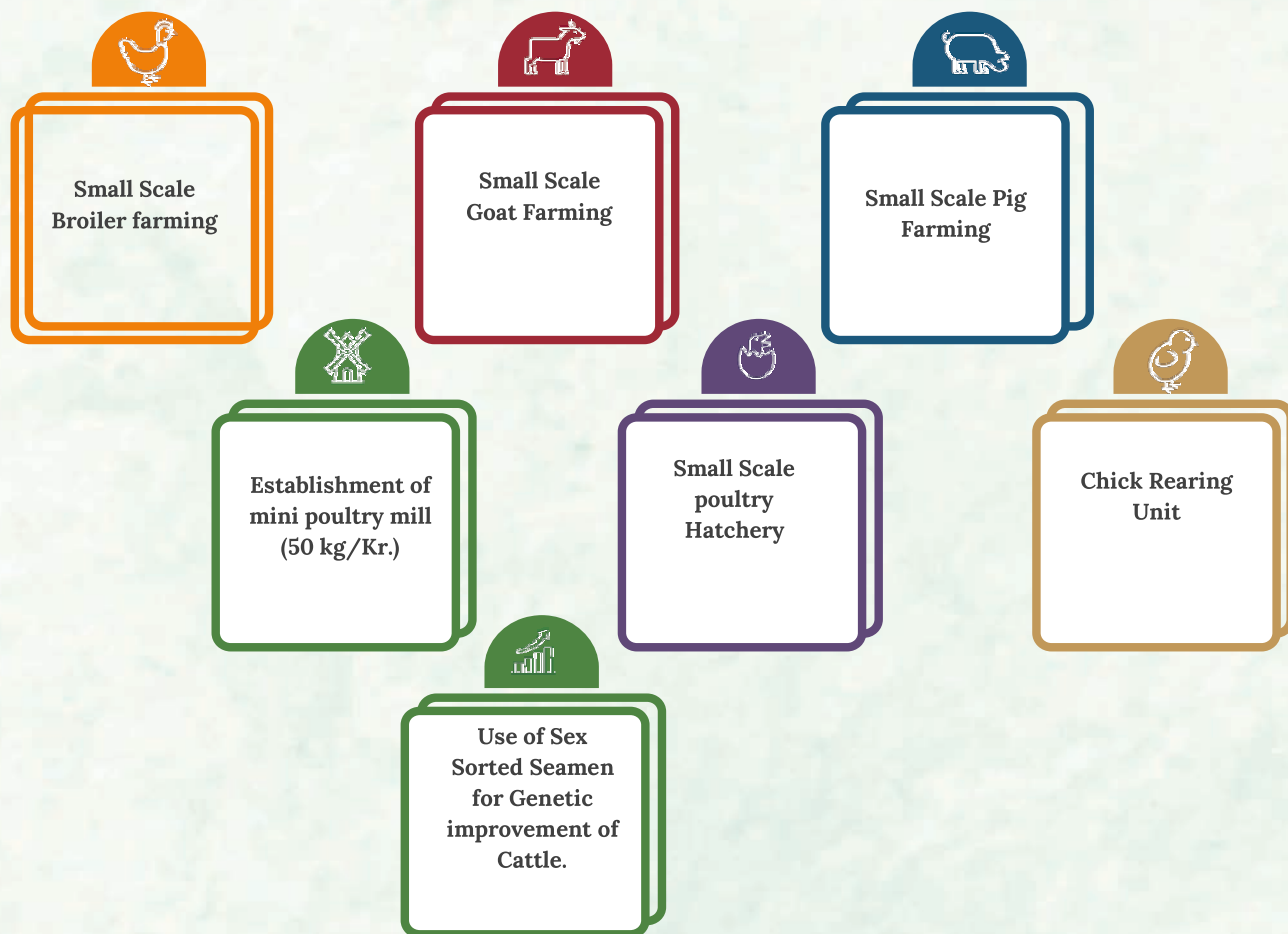 Small Scale
Broiler farming
Small Scale
Goat Farming
Small Scale Pig
Farming
Establishment of
mini poultry mill
(50 kg/Kr.)
Small Scale
poultry
Hatchery
Chick Rearing
Unit
Use of Sex
Sorted Seamen
for Genetic
improvement of
Cattle.